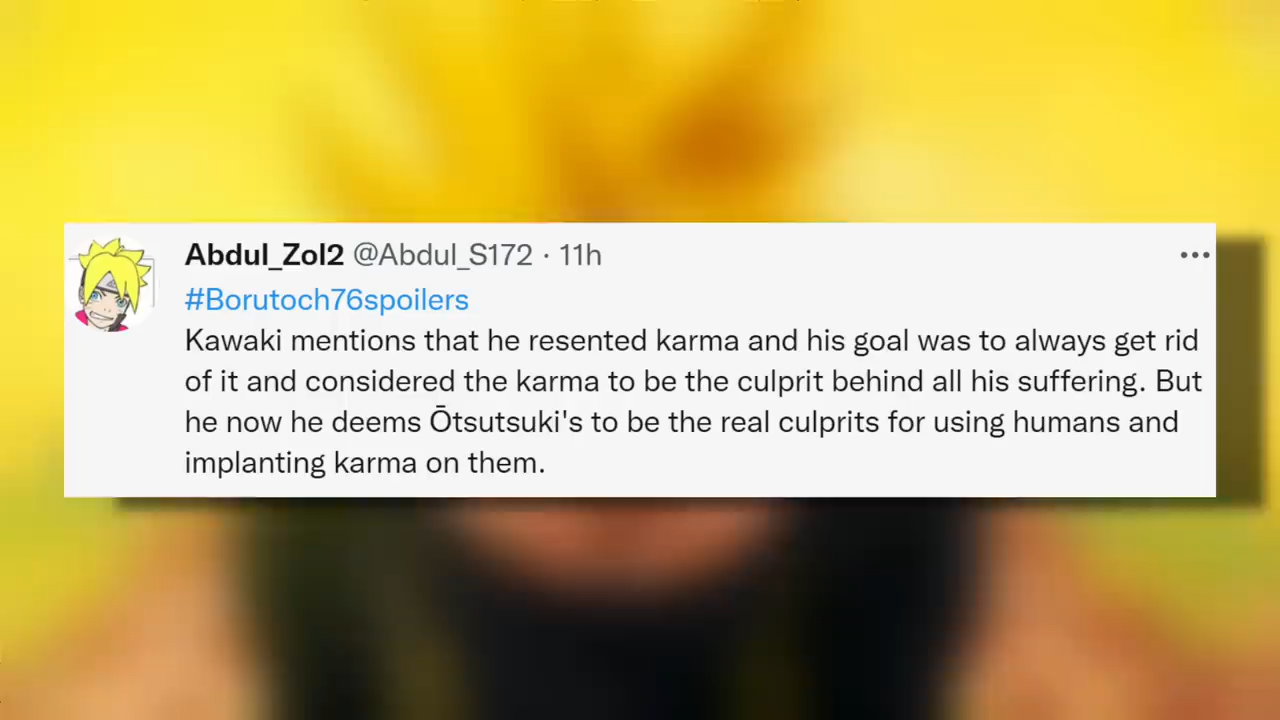 Abdul_Zol2 @Abdul_S172 · 11h
#Borutoch76spoilers
Kawaki mentions that he resented karma and his goal was to always get rid
of it and considered the karma to be the culprit behind all his suffering. But
he now he deems Ōtsutsuki's to be the real culprits for using humans and
implanting karma on them.